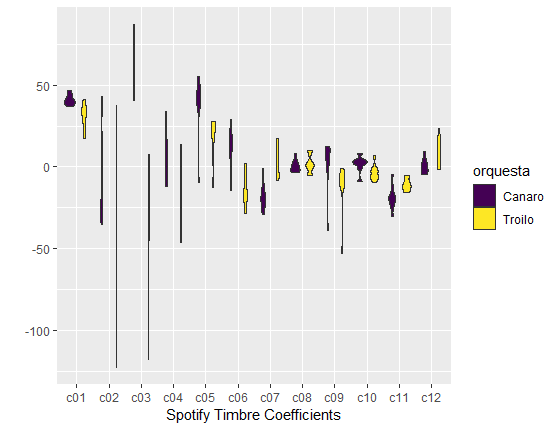 50
0
-50
-100
c01 c02 c03 c04 c05 c06 c07 c08 c09 c10 c11 c12
Spotify Timbre Coefficients
orquesta
Canaro
Troilo